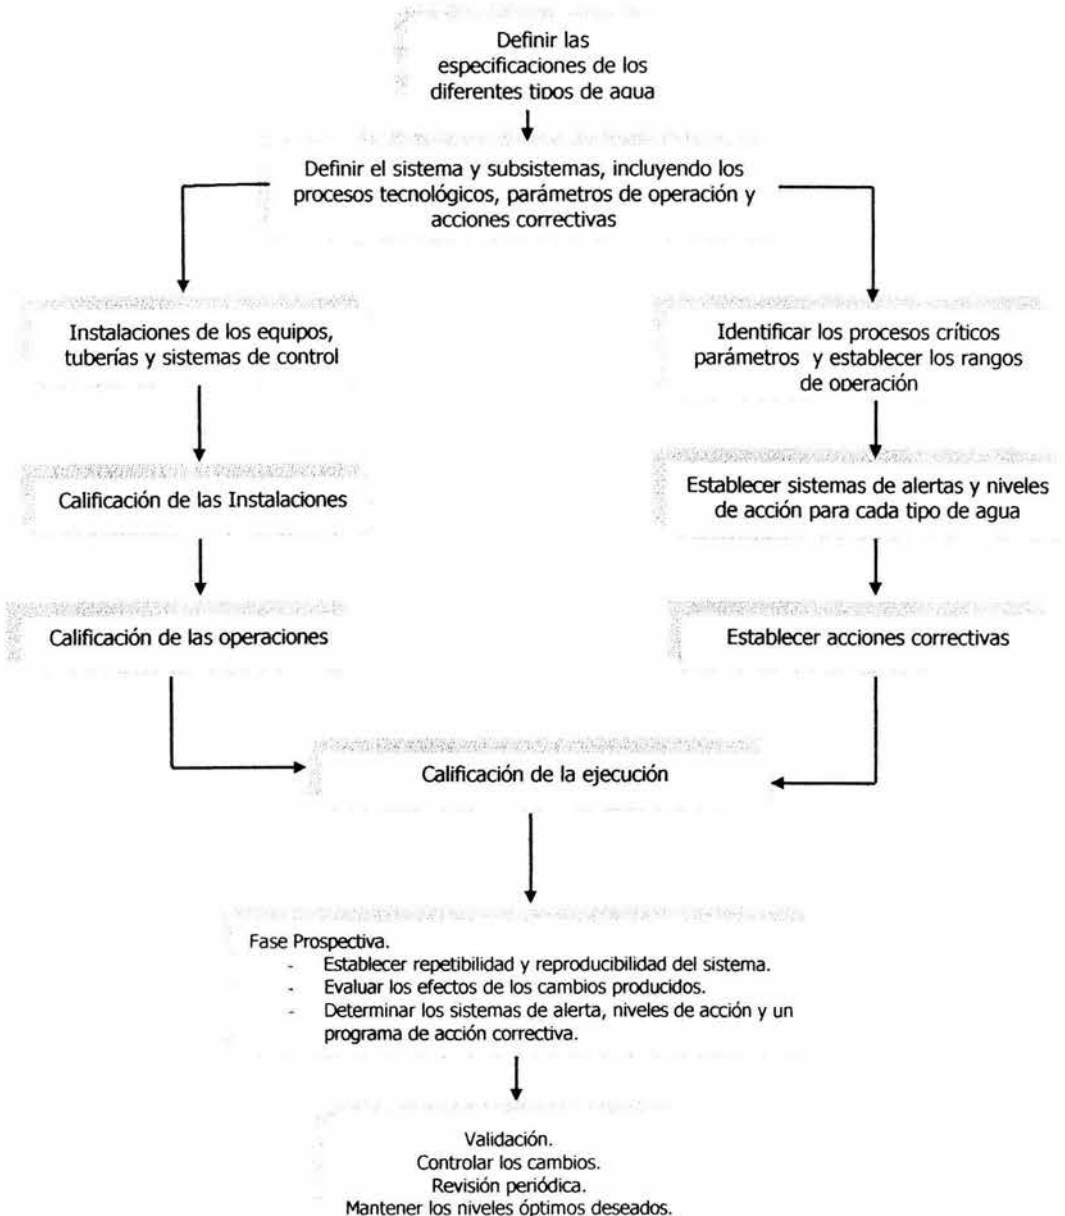 Definir las
especificaciones de los
diferentes tipos de agua
Definir el sistema y subsistemas, incluyendo los
procesos tecnológicos, parámetros de operación y
acciones correctivas
Instalaciones de los equipos,
tuberías y sistemas de control
Identificar los procesos críticos
parámetros y establecer los rangos
de operación
Calificación de las Instalaciones
Establecer sistemas de alertas y niveles
de acción para cada tipo de agua
Calificación de las operaciones
Establecer acciones correctivas
Calificación de la ejecución
Fase Prospectiva.
- Establecer repetibilidad y reproducibilidad del sistema.
- Evaluar los efectos de los cambios producidos.
- Determinar los sistemas de alerta, niveles de acción y un
programa de acción correctiva.
Validación.
Controlar los cambios.
Revisión periódica.
Mantener los niveles óptimos deseados.